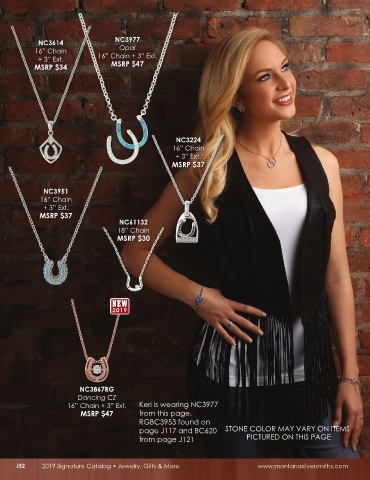 NC3614
16" Chain
+ 3" Ext.
MSRP $34
NC3977
Opal
16" Chain + 3" Ext.
MSRP $47
NC3224
16" Chain
+ 3" Ext.
MSRP $37
NC3951
16" Chain
+ 3" Ext.
MSRP $37
NC61132
18" Chain
MSRP $30
NEW
2019
NC3867RG
Dancing CZ
16" Chain + 3" Ext.
MSRP $47
Keri is wearing NC3977
from this page.
RGBC3953 found on
page J117 and BC620
from page J121
STONE COLOR MAY VARY ON ITEMS
PICTURED ON THIS PAGE
J52 2019 Signature Catalog • Jewelry, Gifts & More www.montanasilversmiths.com